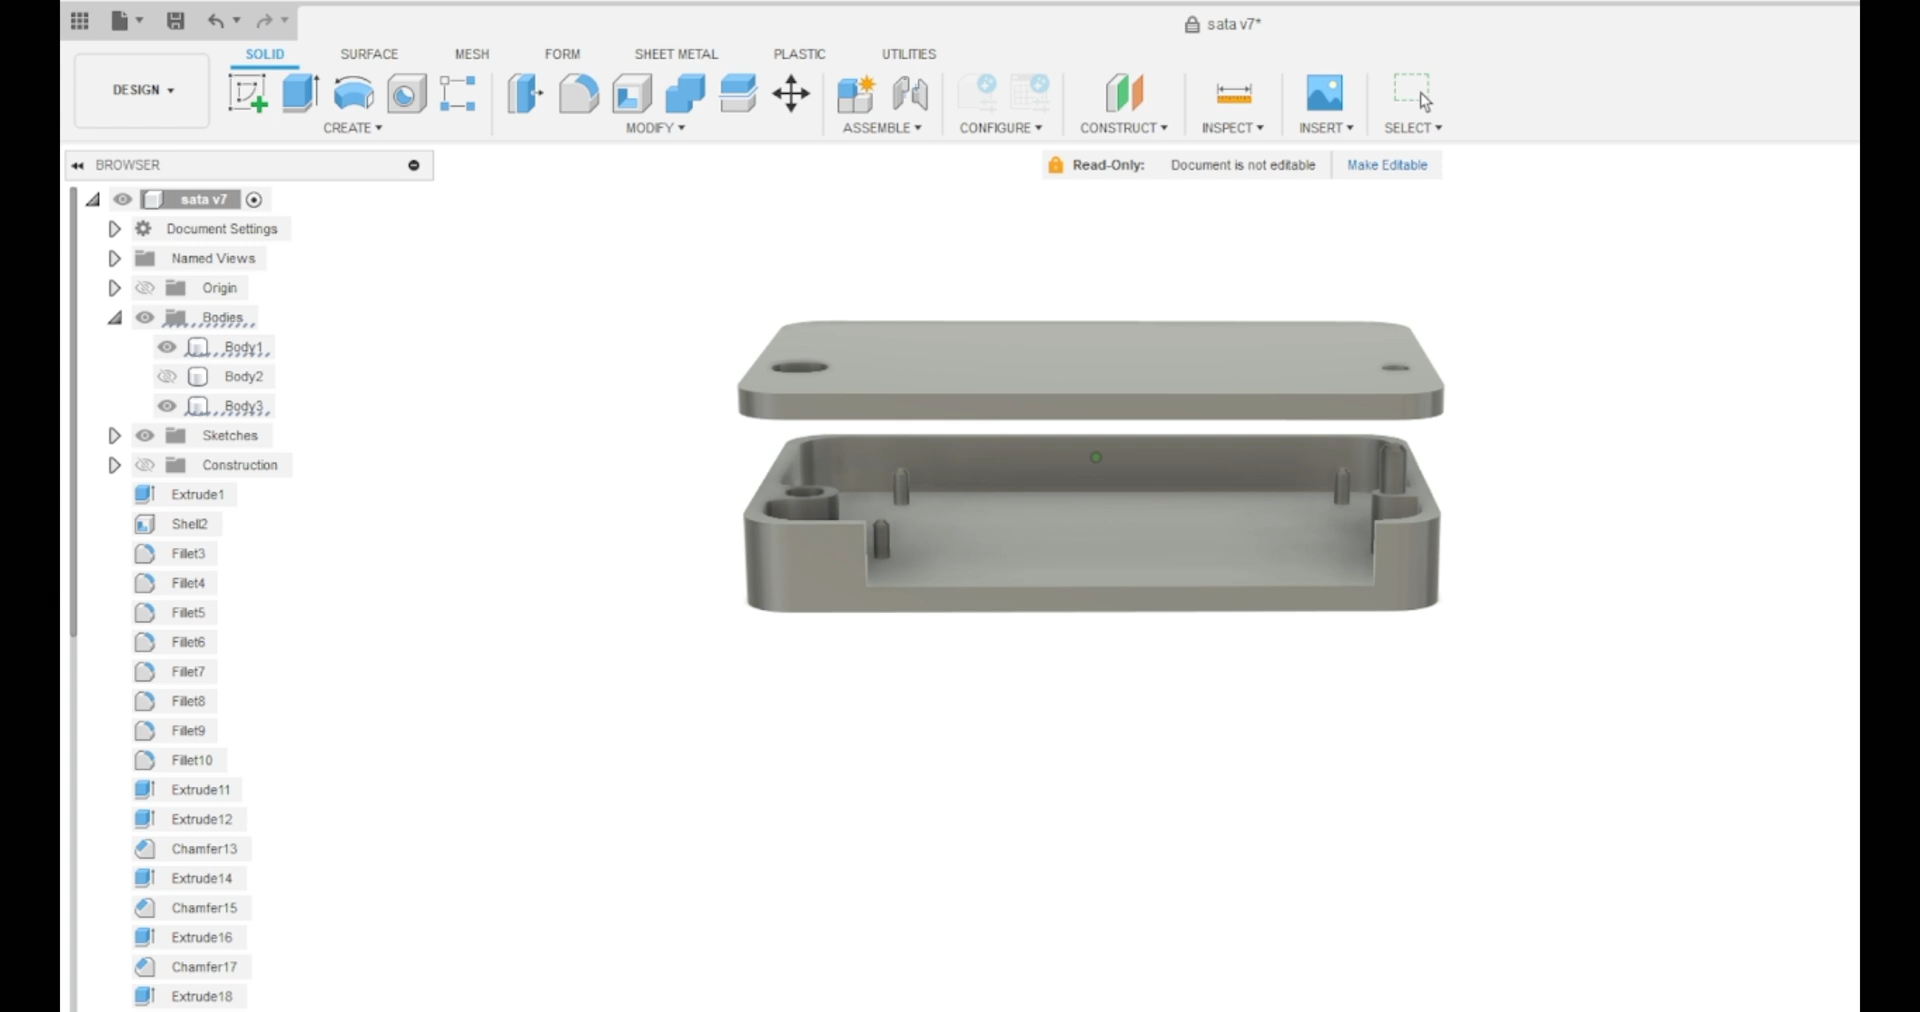 sata v7*
SOLID SURFACE MESH FORM SHEET METAL PLASTIC UTILITIES
DESIGN
CREATE MODIFY ASSEMBLE CONFIGURE CONSTRUCT INSPECT INSERT SELECT
BROWSER
Read-Only: Document is not editable Make Editable
sata v7
Document Settings
Named Views
Origin
Bodies
Body1
Body2
Body3
Sketches
Construction
Extrude1
Shell2
Fillet3
Fillet4
Fillet5
Fillet6
Fillet7
Fillet8
Fillet9
Fillet10
Extrude11
Extrude12
Chamfer13
Extrude14
Chamfer15
Extrude16
Chamfer17
Extrude18